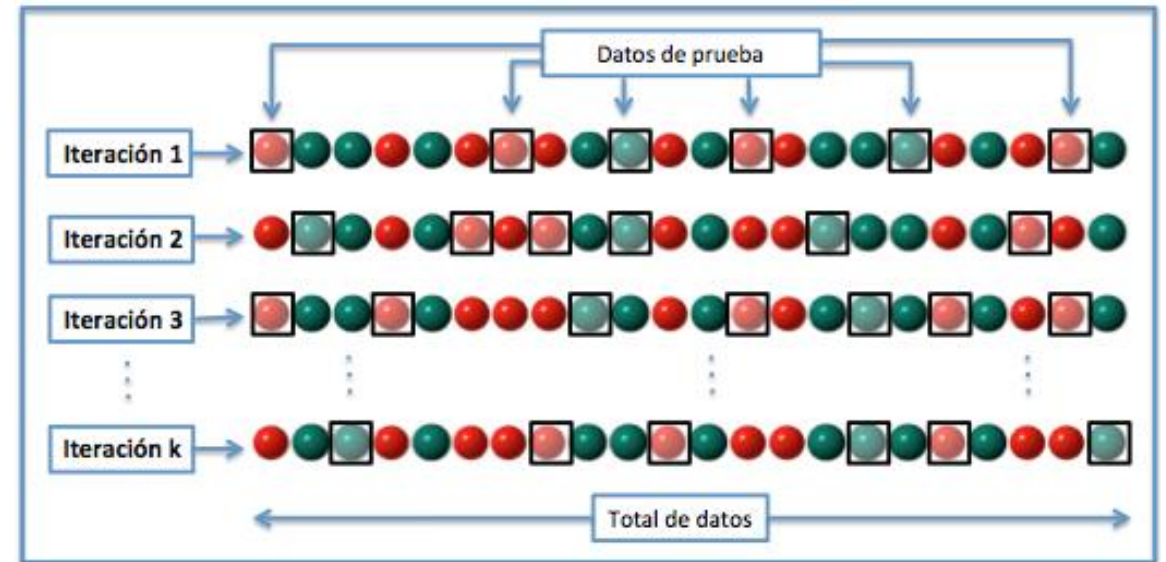 Datos de prueba
Iteración 1
Iteración 2
Iteración 3
Iteración k
Total de datos